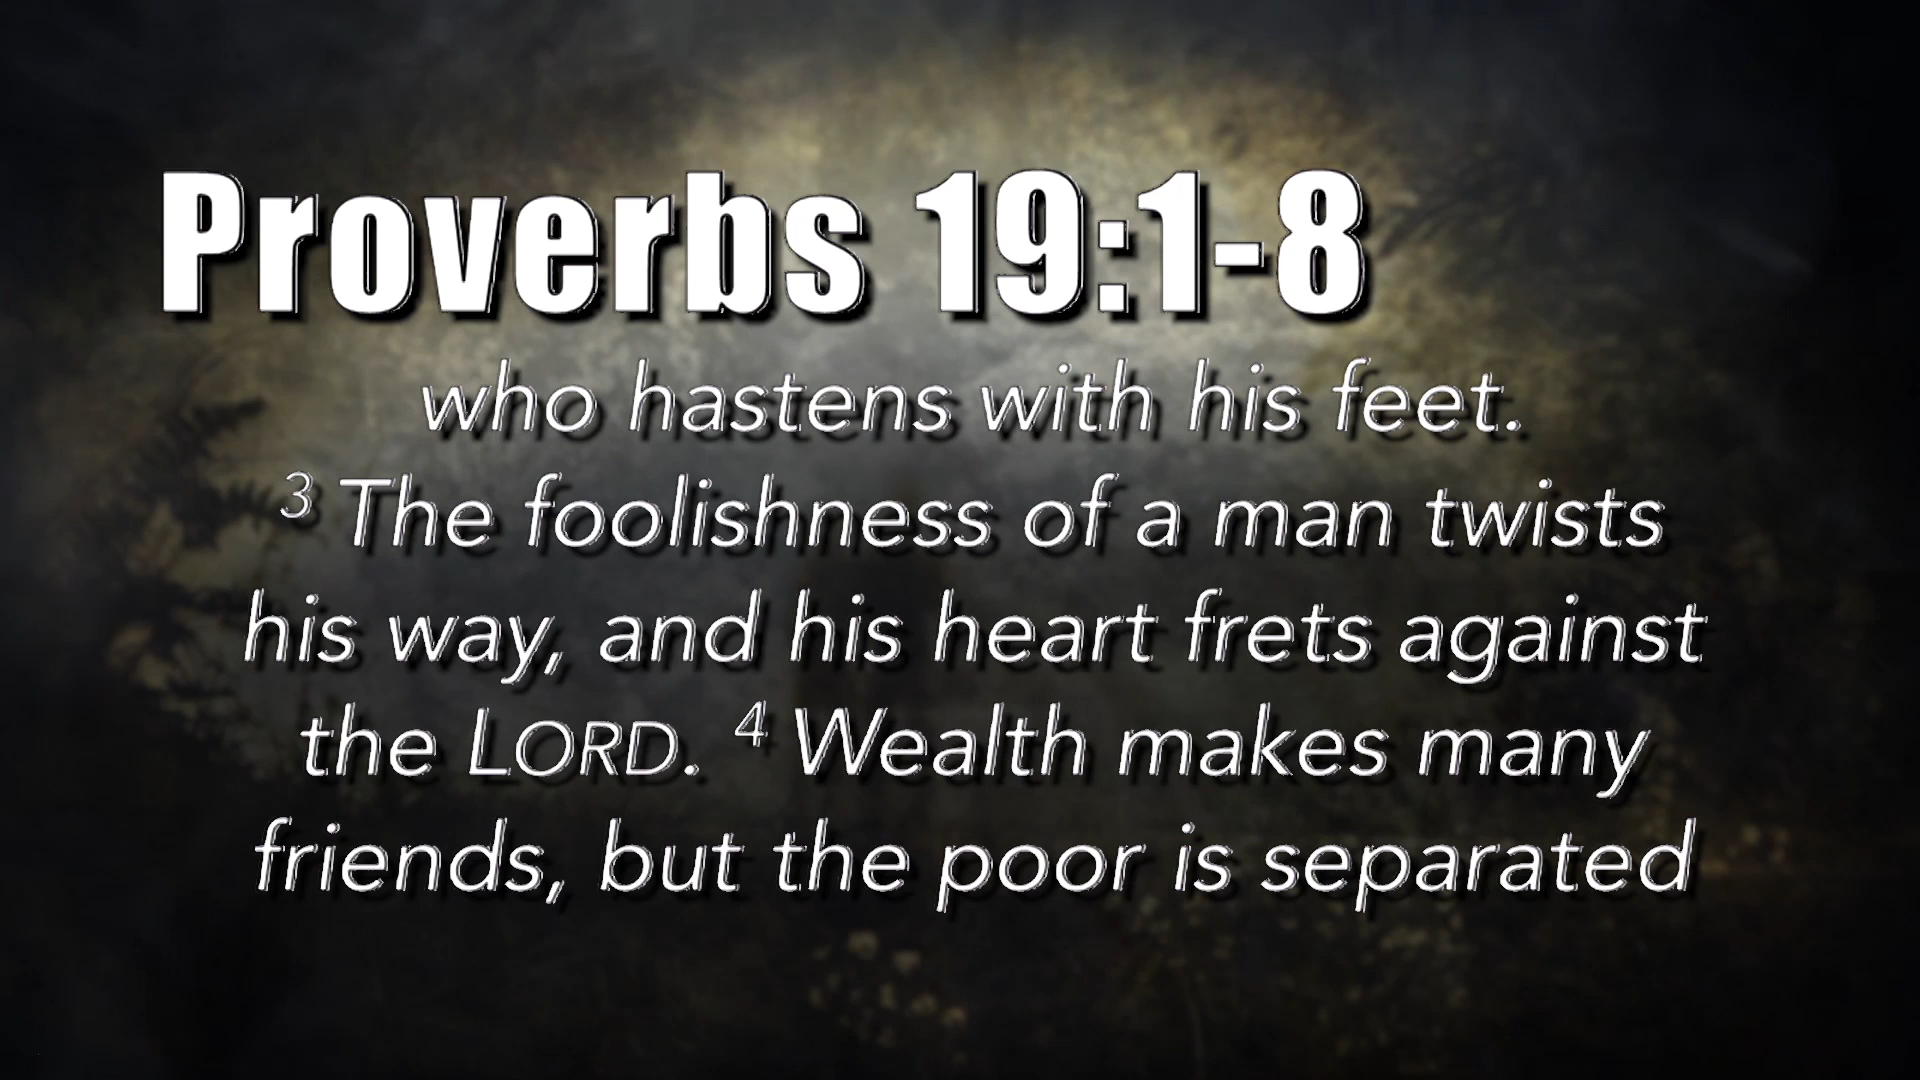 Proverbs 19:1-8
who hastens with his feet.
3 The foolishness of a man twists
his way, and his heart frets against
the LORD. 4 Wealth makes many
friends, but the poor is separated